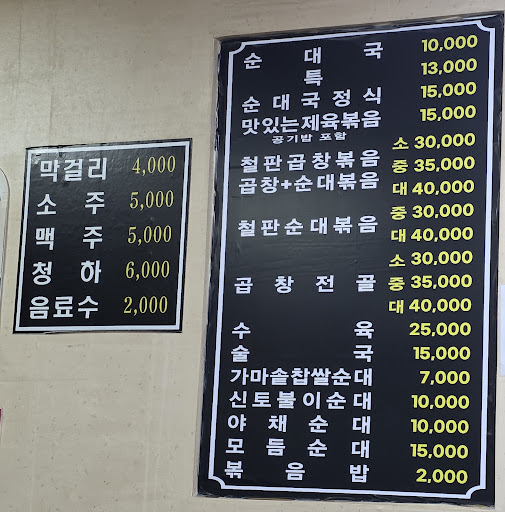 막걸리 4,000
소주 5,000
맥주 5,000
청하 6,000
음료수 2,000
순대국 10,000
특 13,000
순대국정식 15,000
맛있는제육볶음 15,000
공기밥 포함
소 30,000
철판곱창볶음 중 35,000
곱창+순대볶음 대 40,000
중 30,000
철판순대볶음 대 40,000
소 30,000
곱창전골 중 35,000
대 40,000
수육 25,000
술국 15,000
가마솥찹쌀순대 7,000
신토불이순대 10,000
야채순대 10,000
모듬순대 15,000
볶음밥 2,000